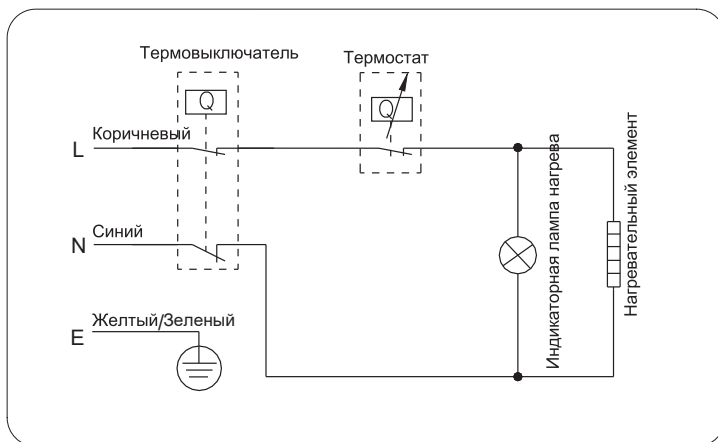 Термовыключатель
Термостат
Q
Q
L
Коричневый
N
Синий
E
Желтый/Зеленый
Индикаторная лампа нагрева
Нагревательный элемент